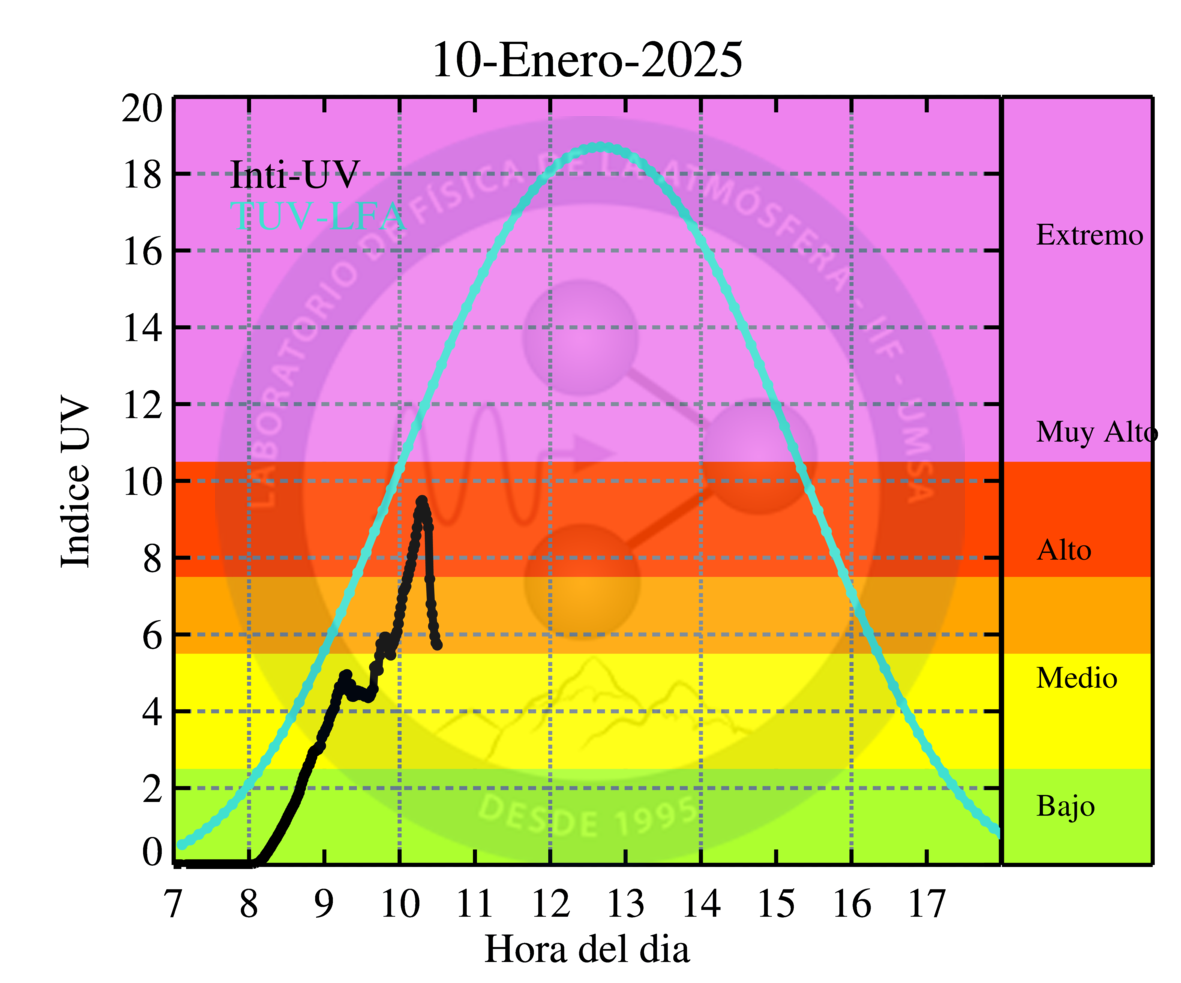 10-Enero-2025
Inti-UV
TUV-LFA
LABORATORIO DE FÍSICA DE LA ATMÓSFERA - IIF - UMSA
DESDE 1995
Indice UV
20
18
16
14
12
10
8
6
4
2
0
Extremo
Muy Alto
Alto
Medio
Bajo
7 8 9 10 11 12 13 14 15 16 17
Hora del dia